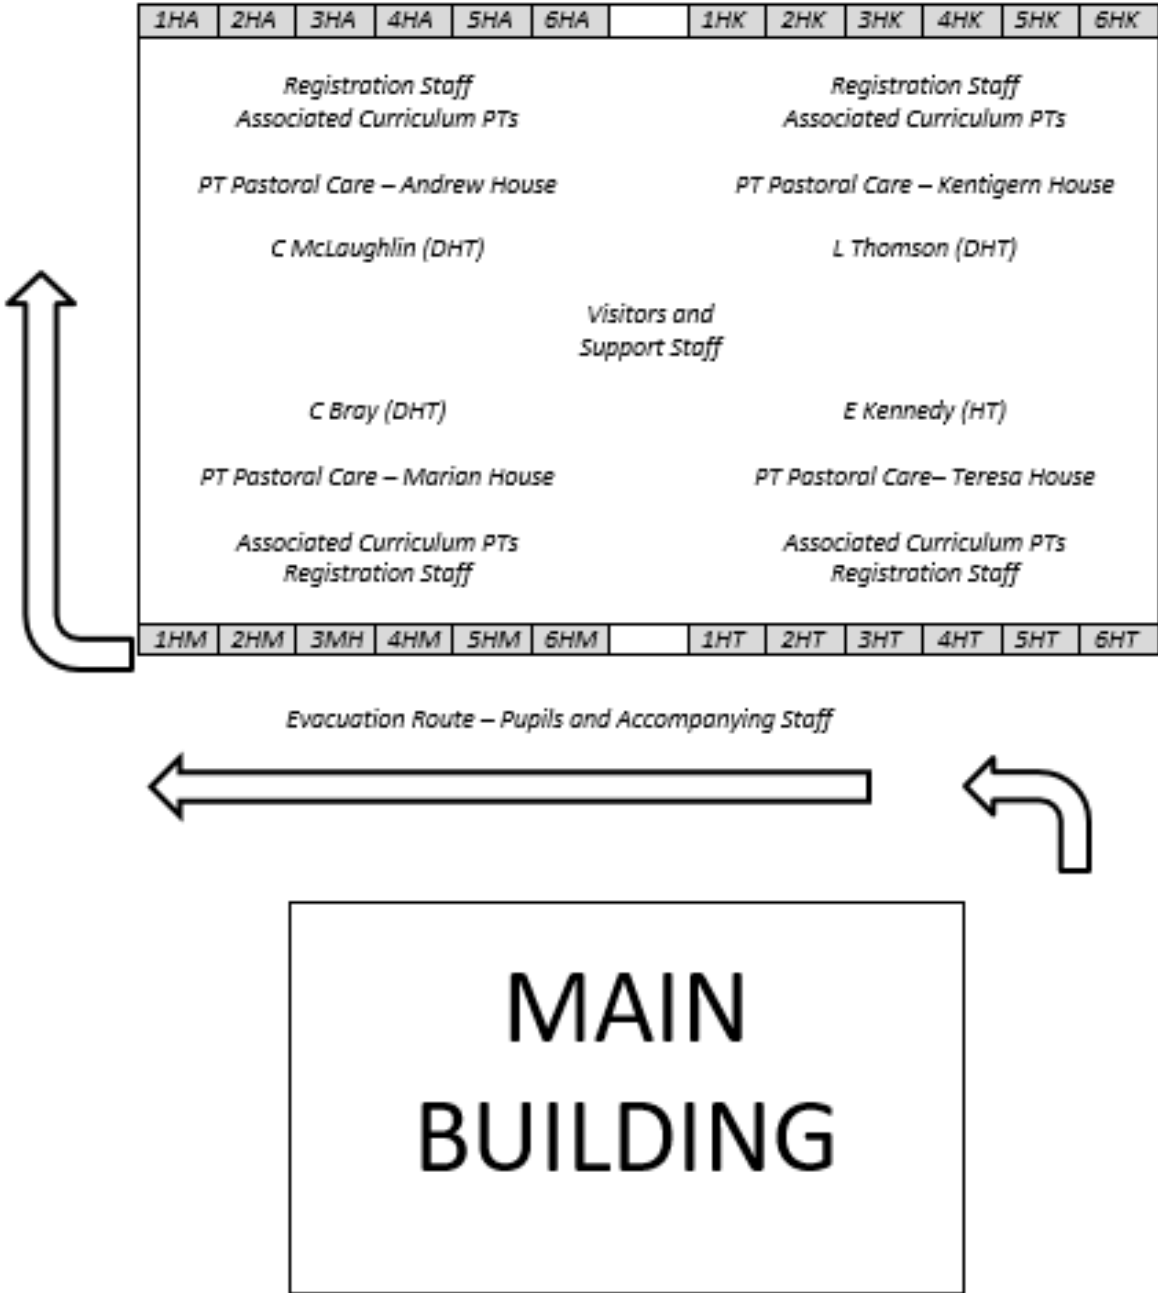 1HA 2HA 3HA 4HA 5HA 6HA 1HK 2HK 3HK 4HK 5HK 6HK
Registration Staff Registration Staff
Associated Curriculum PTs Associated Curriculum PTs
PT Pastoral Care – Andrew House PT Pastoral Care – Kentigern House
C McLaughlin (DHT) L Thomson (DHT)
Visitors and
Support Staff
C Bray (DHT) E Kennedy (HT)
PT Pastoral Care – Marian House PT Pastoral Care– Teresa House
Associated Curriculum PTs Associated Curriculum PTs
Registration Staff Registration Staff
1HM 2HM 3MH 4HM 5HM 6HM 1HT 2HT 3HT 4HT 5HT 6HT
Evacuation Route – Pupils and Accompanying Staff
MAIN
BUILDING